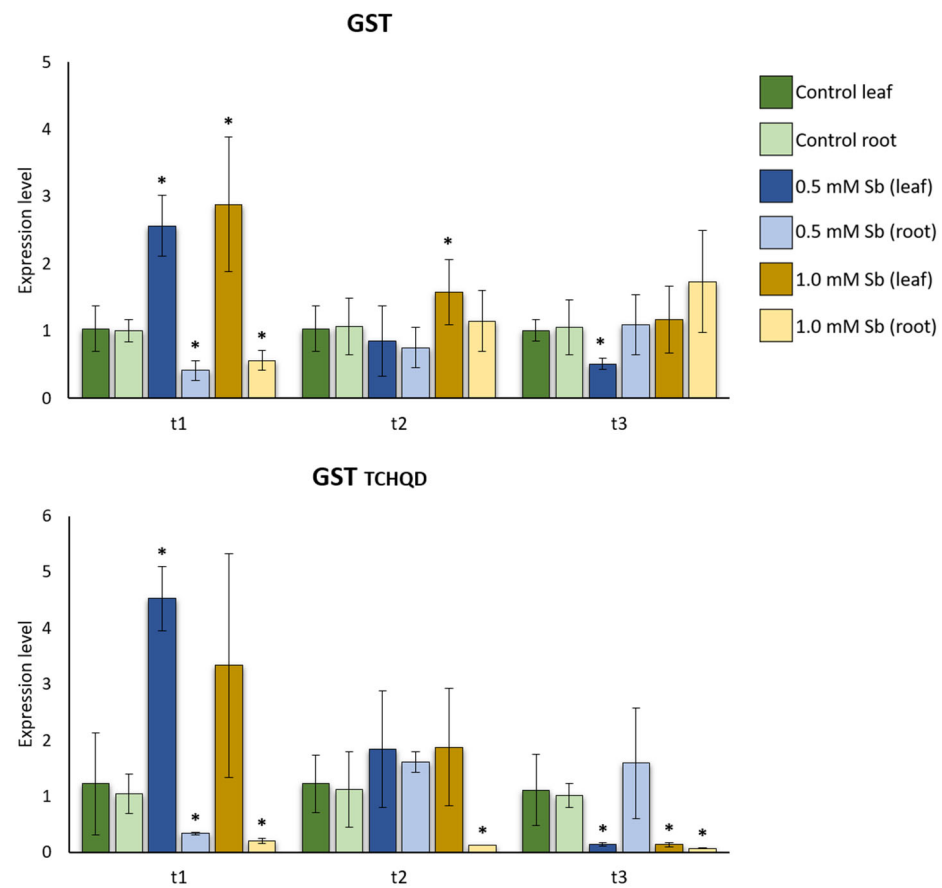 GST
5
4
3
2
1
0
Expression level
*
*
*
*
*
*
t1
t2
t3
Control leaf
Control root
0.5 mM Sb (leaf)
0.5 mM Sb (root)
1.0 mM Sb (leaf)
1.0 mM Sb (root)
GST TCHQD
6
5
4
3
2
1
0
Expression level
*
*
*
*
*
*
*
t1
t2
t3